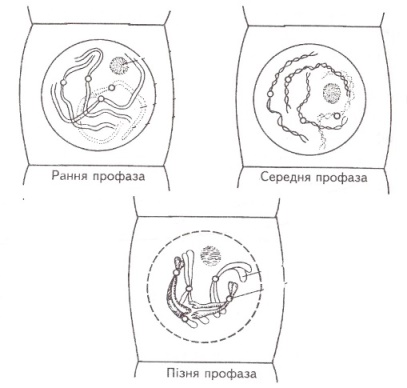 Рання профаза
Середня профаза
Пізня профаза